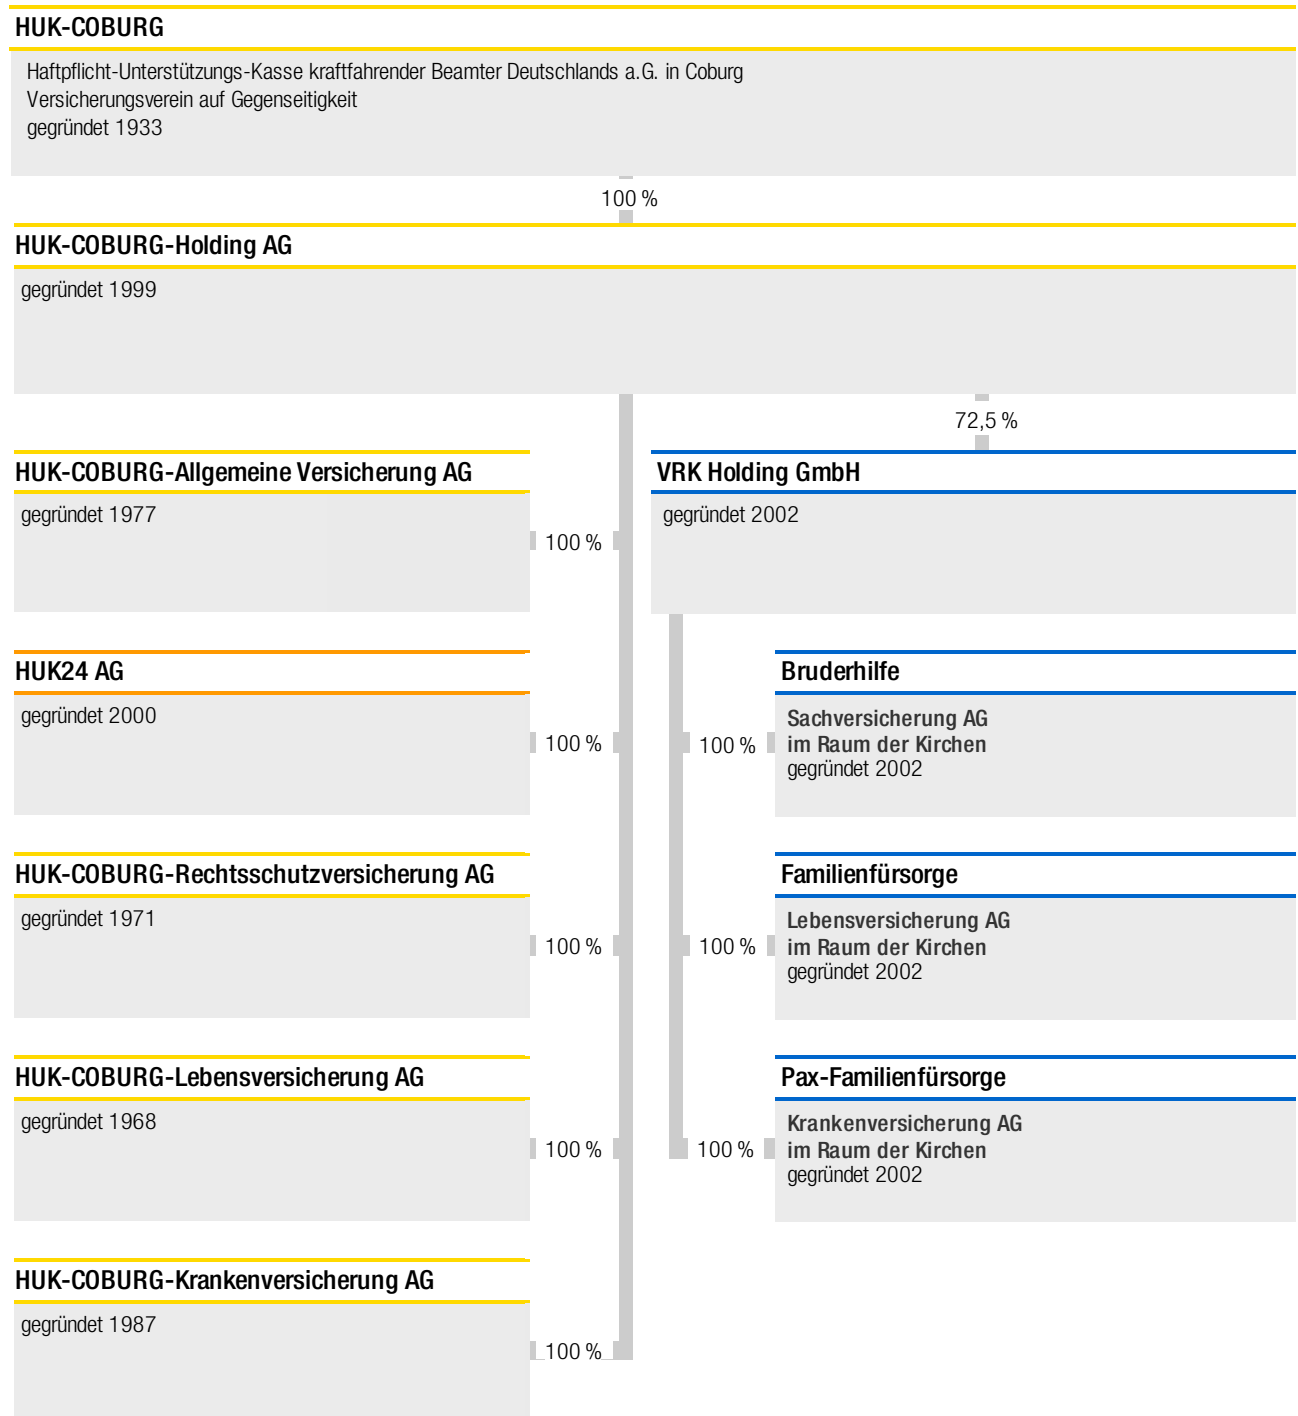 HUK-COBURG
Haftpflicht-Unterstützungs-Kasse kraftfahrender Beamter Deutschlands a.G. in Coburg
Versicherungsverein auf Gegenseitigkeit
gegründet 1933
100 %
HUK-COBURG-Holding AG
gegründet 1999
72,5 %
HUK-COBURG-Allgemeine Versicherung AG
gegründet 1977
100 %
HUK24 AG
gegründet 2000
100 %
HUK-COBURG-Rechtsschutzversicherung AG
gegründet 1971
100 %
HUK-COBURG-Lebensversicherung AG
gegründet 1968
100 %
HUK-COBURG-Krankenversicherung AG
gegründet 1987
100 %
VRK Holding GmbH
gegründet 2002
100 %
Bruderhilfe
Sachversicherung AG
im Raum der Kirchen
gegründet 2002
100 %
Familienfürsorge
Lebensversicherung AG
im Raum der Kirchen
gegründet 2002
100 %
Pax-Familienfürsorge
Krankenversicherung AG
im Raum der Kirchen
gegründet 2002